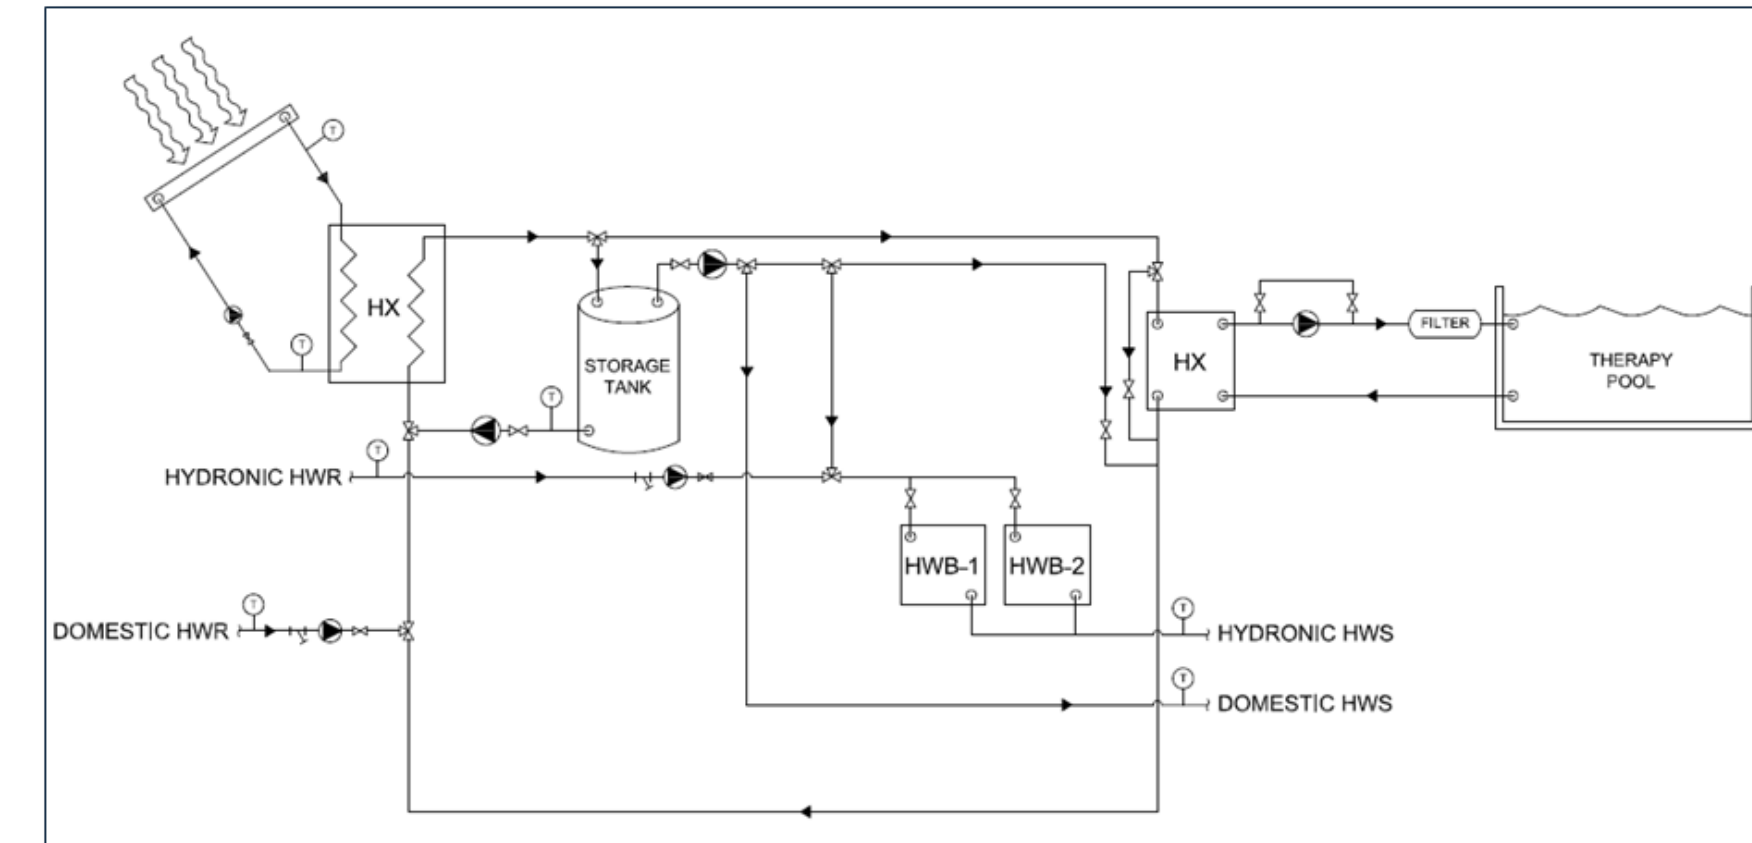 T
T
HX
STORAGE
TANK
T
T
HYDRONIC HWR
HX
FILTER
THERAPY
POOL
HWB-1
HWB-2
T
DOMESTIC HWR
T
HYDRONIC HWS
T
DOMESTIC HWS